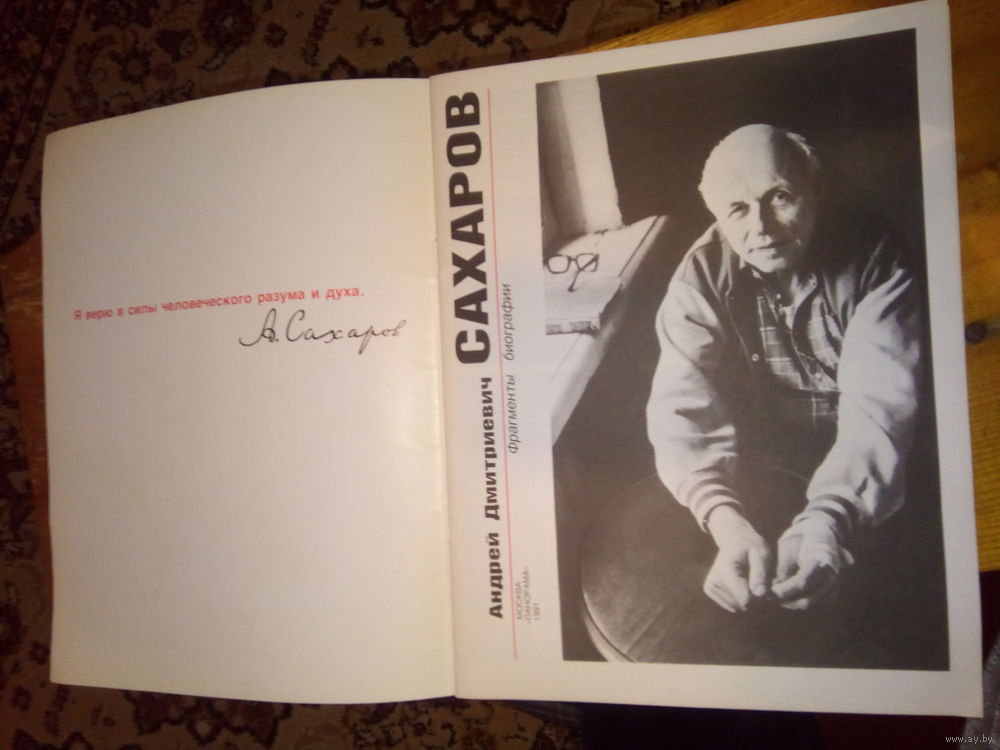 Я верю в силы человеческого разума и духа.
А. Сахаров
Андрей Дмитриевич САХАРОВ
Фрагменты биографии
МОСКВА
«ПАНОРАМА»
1991
www.ay.by